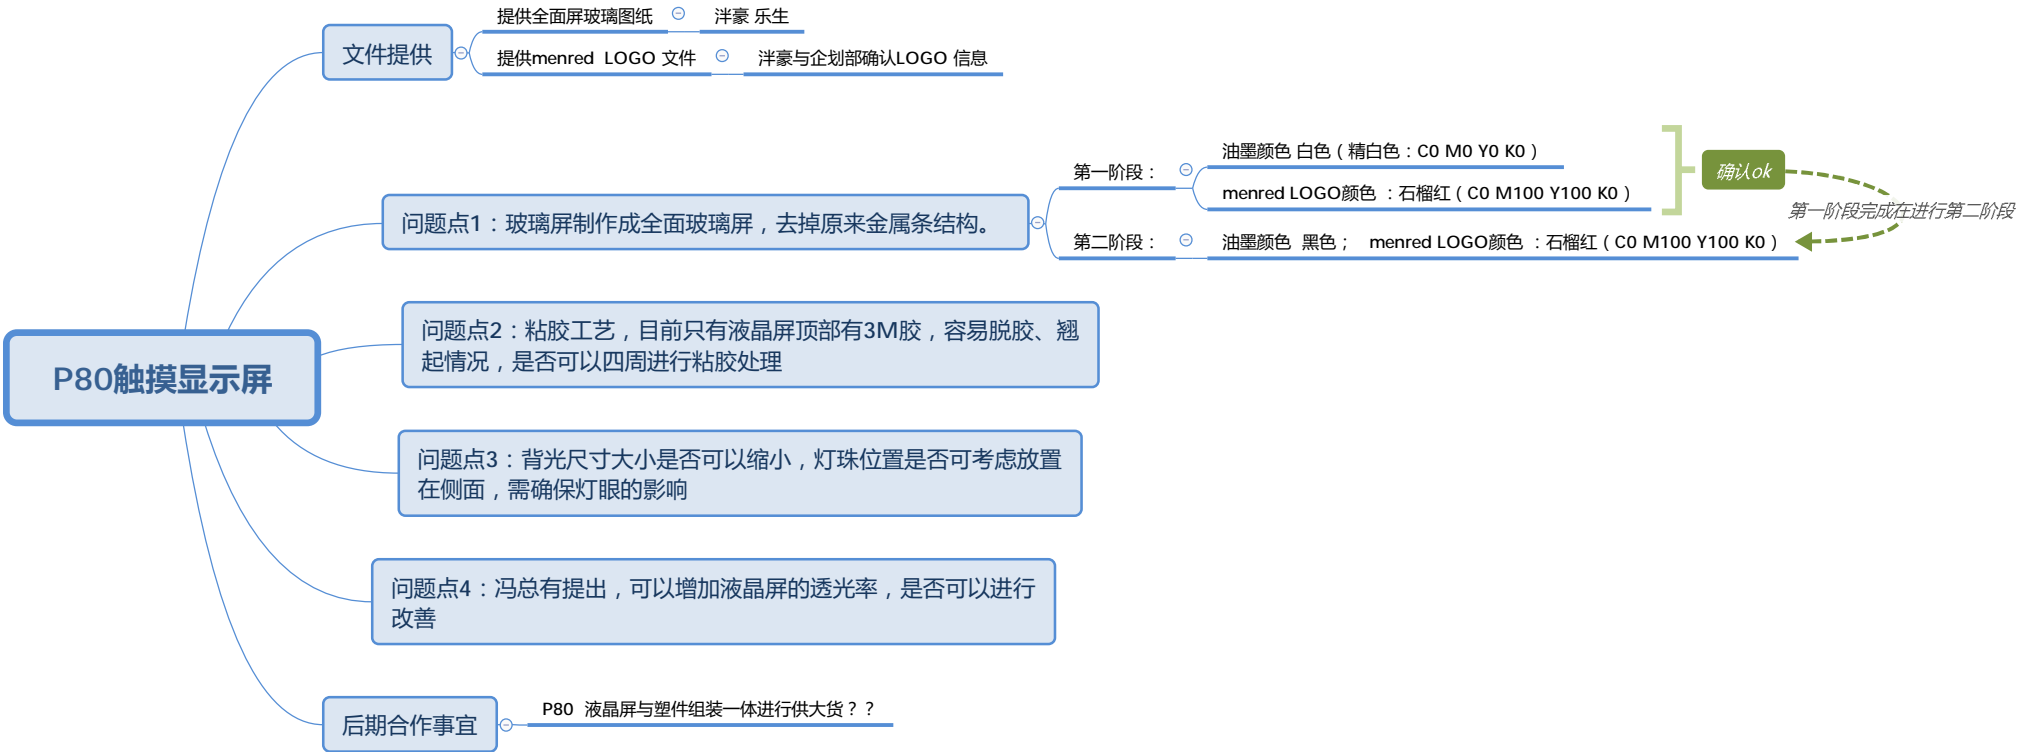 提供全面屏玻璃图纸
泮豪 乐生
文件提供
提供menred LOGO 文件
泮豪与企划部确认LOGO 信息
油墨颜色 白色（精白色：C0 M0 Y0 K0）
第一阶段：
确认ok
menred LOGO颜色 ：石榴红（C0 M100 Y100 K0）
第一阶段完成在进行第二阶段
问题点1：玻璃屏制作成全面玻璃屏，去掉原来金属条结构。
第二阶段：
油墨颜色 黑色； menred LOGO颜色 ：石榴红（C0 M100 Y100 K0）
问题点2：粘胶工艺，目前只有液晶屏顶部有3M胶，容易脱胶、翘
起情况，是否可以四周进行粘胶处理
P80触摸显示屏
问题点3：背光尺寸大小是否可以缩小，灯珠位置是否可考虑放置
在侧面，需确保灯眼的影响
问题点4：冯总有提出，可以增加液晶屏的透光率，是否可以进行
改善
后期合作事宜
P80 液晶屏与塑件组装一体进行供大货？？